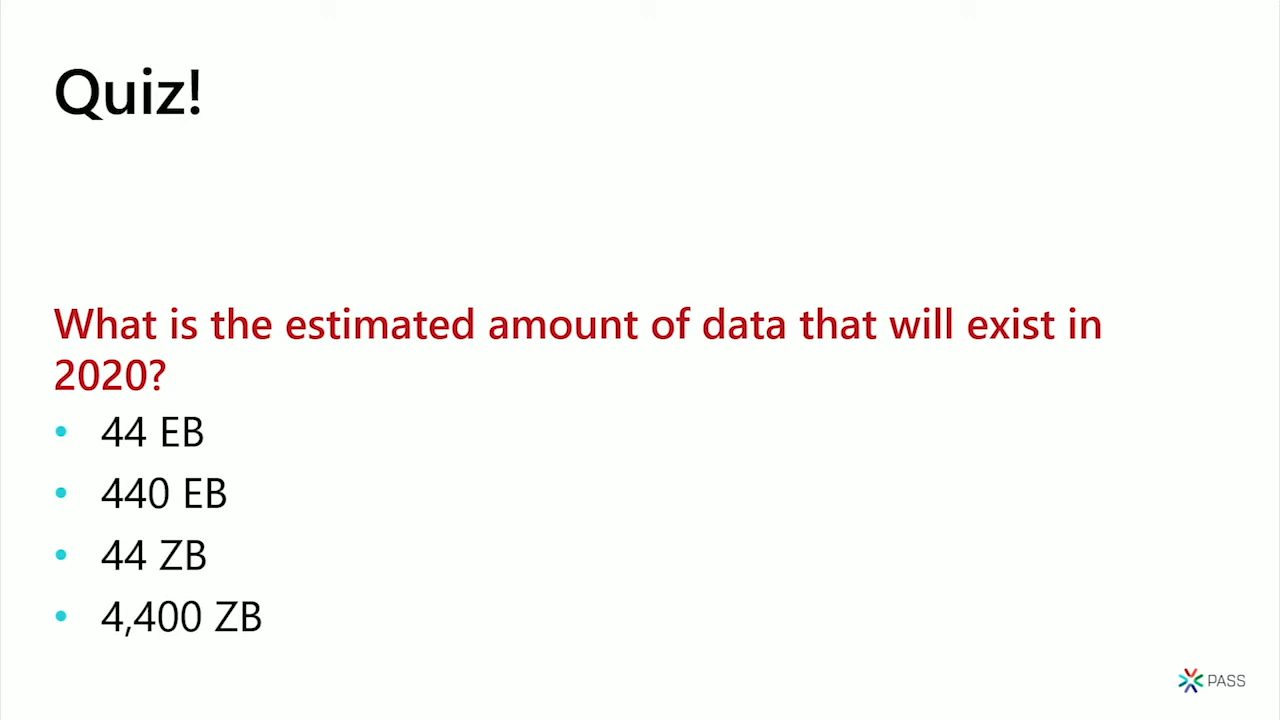 Quiz!
What is the estimated amount of data that will exist in
2020?
• 44 EB
• 440 EB
• 44 ZB
• 4,400 ZB
PASS